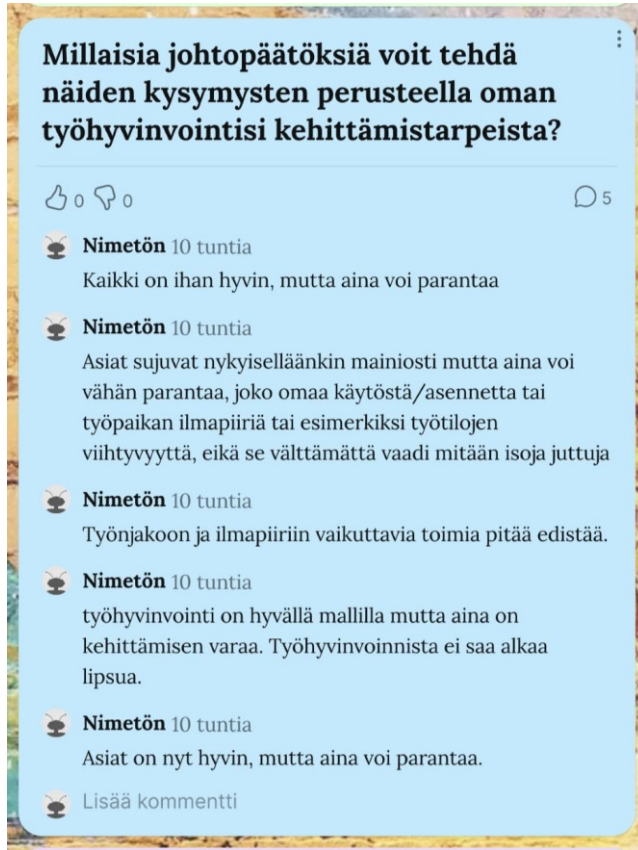 Millaisia johtopäätöksiä voit tehdä
näiden kysymysten perusteella oman
työhyvinvointisi kehittämistarpeista?
0 0 5
Nimetön 10 tuntia
Kaikki on ihan hyvin, mutta aina voi parantaa
Nimetön 10 tuntia
Asiat sujuvat nykyiselläänkin mainiosti mutta aina voi
vähän parantaa, joko omaa käytöstä/asennetta tai
työpaikan ilmapiiriä tai esimerkiksi työtilojen
viihtyvyyttä, eikä se välttämättä vaadi mitään isoja juttuja
Nimetön 10 tuntia
Työnjakoon ja ilmapiiriin vaikuttavia toimia pitää edistää.
Nimetön 10 tuntia
työhyvinvointi on hyvällä mallilla mutta aina on
kehittämisen varaa. Työhyvinvoinnista ei saa alkaa
lipsua.
Nimetön 10 tuntia
Asiat on nyt hyvin, mutta aina voi parantaa.
Lisää kommentti